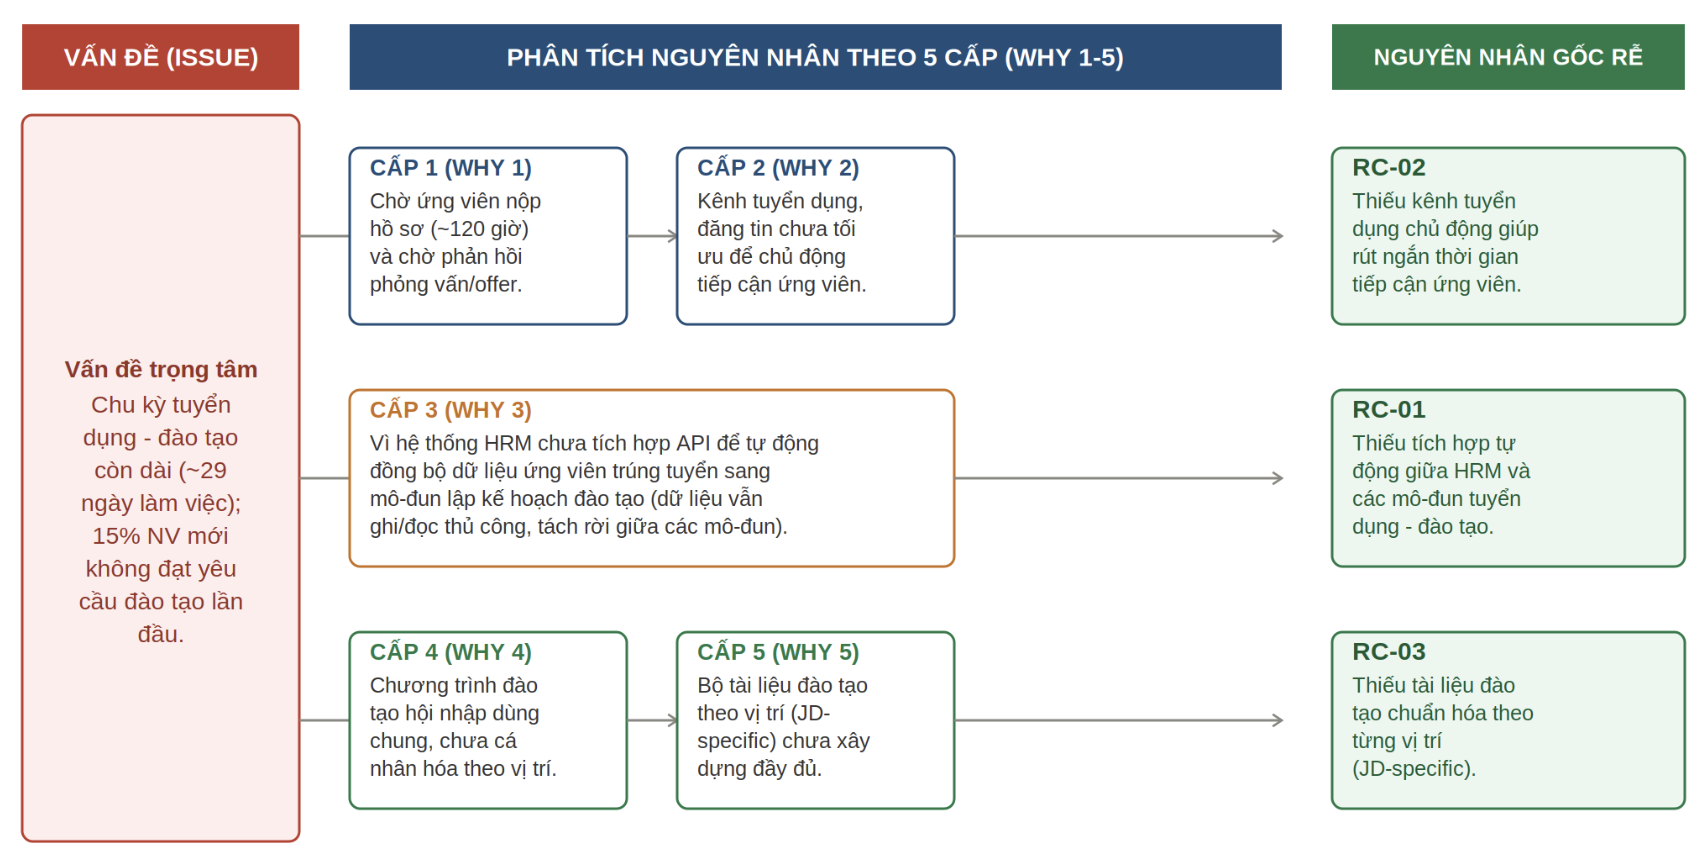 VẤN ĐỀ (ISSUE)
PHÂN TÍCH NGUYÊN NHÂN THEO 5 CẤP (WHY 1-5)
NGUYÊN NHÂN GỐC RỄ
Vấn đề trọng tâm
Chu kỳ tuyển
dụng - đào tạo
còn dài (~29
ngày làm việc);
15% NV mới
không đạt yêu
cầu đào tạo lần
đầu.
CẤP 1 (WHY 1)
Chờ ứng viên nộp
hồ sơ (~120 giờ)
và chờ phản hồi
phỏng vấn/offer.
CẤP 2 (WHY 2)
Kênh tuyển dụng,
đăng tin chưa tối
ưu để chủ động
tiếp cận ứng viên.
RC-02
Thiếu kênh tuyển
dụng chủ động giúp
rút ngắn thời gian
tiếp cận ứng viên.
CẤP 3 (WHY 3)
Vì hệ thống HRM chưa tích hợp API để tự động
đồng bộ dữ liệu ứng viên trúng tuyển sang
mô-đun lập kế hoạch đào tạo (dữ liệu vẫn
ghi/đọc thủ công, tách rời giữa các mô-đun).
RC-01
Thiếu tích hợp tự
động giữa HRM và
các mô-đun tuyển
dụng - đào tạo.
CẤP 4 (WHY 4)
Chương trình đào
tạo hội nhập dùng
chung, chưa cá
nhân hóa theo vị trí.
CẤP 5 (WHY 5)
Bộ tài liệu đào tạo
theo vị trí (JD-
specific) chưa xây
dựng đầy đủ.
RC-03
Thiếu tài liệu đào
tạo chuẩn hóa theo
từng vị trí
(JD-specific).